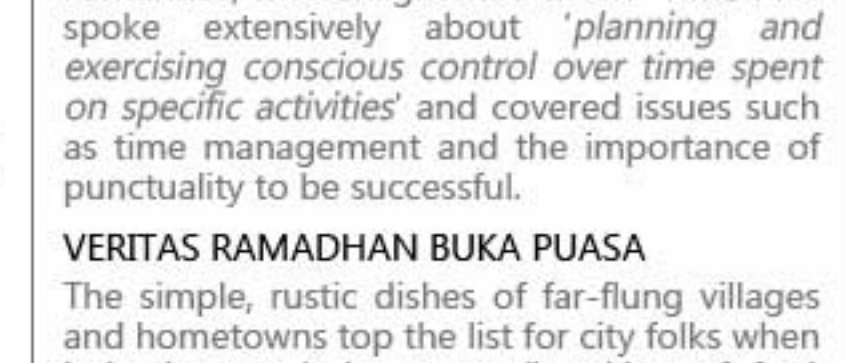 spoke extensively about 'planning and
exercising conscious control over time spent
on specific activities' and covered issues such
as time management and the importance of
punctuality to be successful.
VERITAS RAMADHAN BUKA PUASA
The simple, rustic dishes of far-flung villages
and hometowns top the list for city folks when